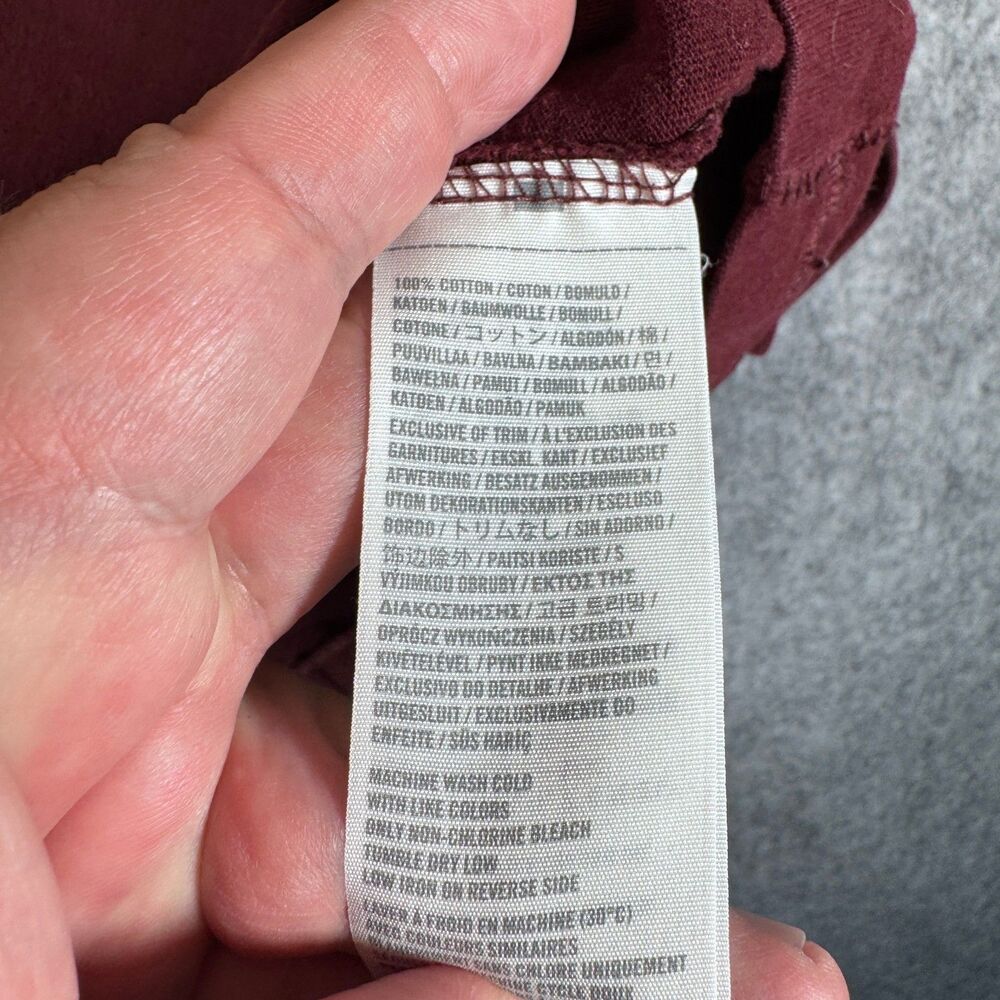 100% COTTON / COTON / BOMULD /
KATOEN / BAUMWOLLE / BOMULL /
COTONE / コットン / ALGODÓN / 棉 /
PUUVILLAA / BAVLNA / BAMBAKI / 면 /
BAWEŁNA / PAMUT / BOMULL / ALGODÃO /
KATOEN / ALGODÃO / PAMUK
EXCLUSIVE OF TRIM / À L'EXCLUSION DES
GARNITURES / EKSKL. KANT / EXCLUSIEF
AFWERKING / BESATZ AUSGENOMMEN /
UTOM DEKORATIONSKANTEN / ESCLUSO
BORDO / トリムなし / SIN ADORNO /
饰边除外 / PAITSI KORISTE / S
VÝJIMKOU OBRUBY / ΕΚΤΟΣ ΤΗΣ
ΔΙΑΚΟΣΜΗΣΗΣ / 고급 트리밍 /
OPRÓCZ WYKOŃCZENIA / SZEGÉLY
KIVÉTELÉVEL / PYNT IKKE MEDREGNET /
EXCLUSIVO DO DETALHE / AFWERKING
UITGESLUIT / EXCLUSIVAMENTE DO
ENFEITE / SÜS HARİÇ
MACHINE WASH COLD
WITH LIKE COLORS
ONLY NON-CHLORINE BLEACH
TUMBLE DRY LOW
LOW IRON ON REVERSE SIDE
LAVER À FROID EN MACHINE (30°C)
COULEURS SIMILAIRES
SANS CHLORE UNIQUEMENT